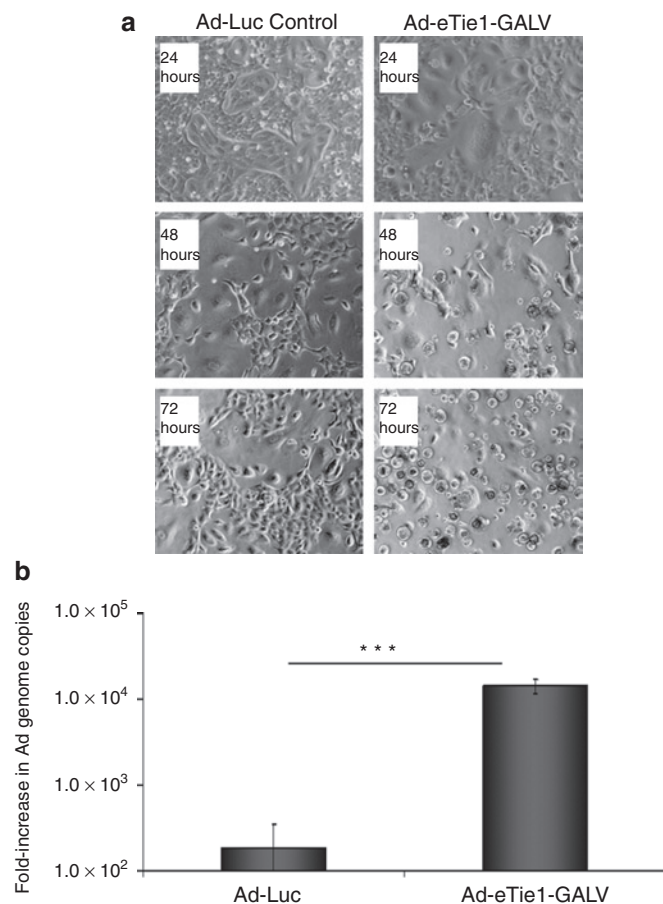 a
Ad-Luc Control
Ad-eTie1-GALV
24
hours
24
hours
48
hours
48
hours
72
hours
72
hours
b
Fold-increase in Ad genome copies
1.0 × 10⁵
1.0 × 10⁴
1.0 × 10³
1.0 × 10²
* * *
Ad-Luc
Ad-eTie1-GALV